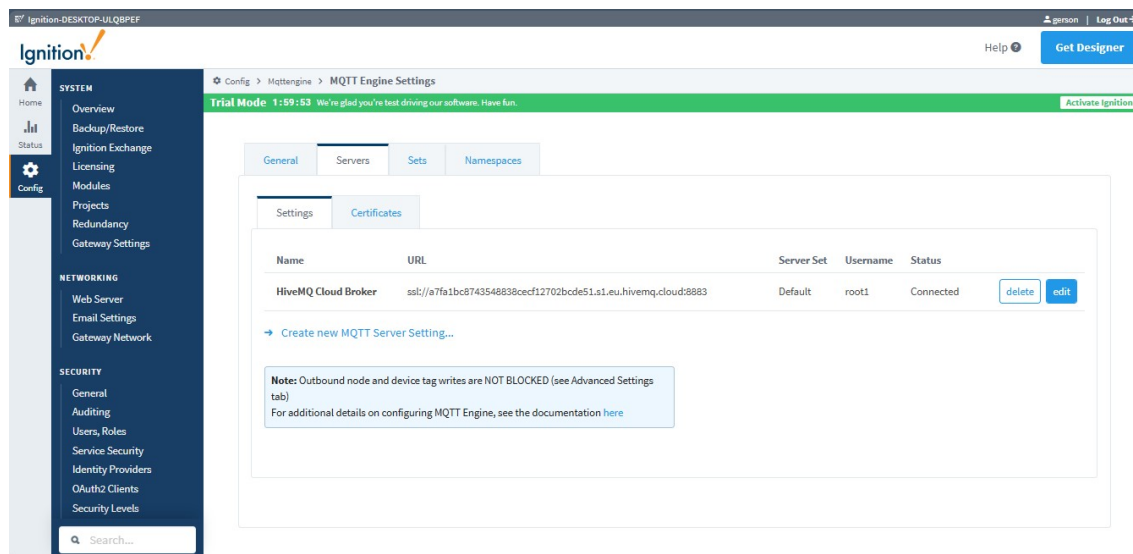 Ignition-DESKTOP-ULQBPEF
gerson | Log Out
Ignition!
Help
Get Designer
Home
Status
Config
SYSTEM
Overview
Backup/Restore
Ignition Exchange
Licensing
Modules
Projects
Redundancy
Gateway Settings
NETWORKING
Web Server
Email Settings
Gateway Network
SECURITY
General
Auditing
Users, Roles
Service Security
Identity Providers
OAuth2 Clients
Security Levels
Search...
Config > Mqttengine > MQTT Engine Settings
Trial Mode 1:59:53 We're glad you're test driving our software. Have fun.
Activate Ignition
General Servers Sets Namespaces
Settings Certificates
Name URL Server Set Username Status
HiveMQ Cloud Broker ssl://a7fa1bc8743548838cecf12702bcde51.s1.eu.hivemq.cloud:8883 Default root1 Connected delete edit
→ Create new MQTT Server Setting...
Note: Outbound node and device tag writes are NOT BLOCKED (see Advanced Settings
tab)
For additional details on configuring MQTT Engine, see the documentation here